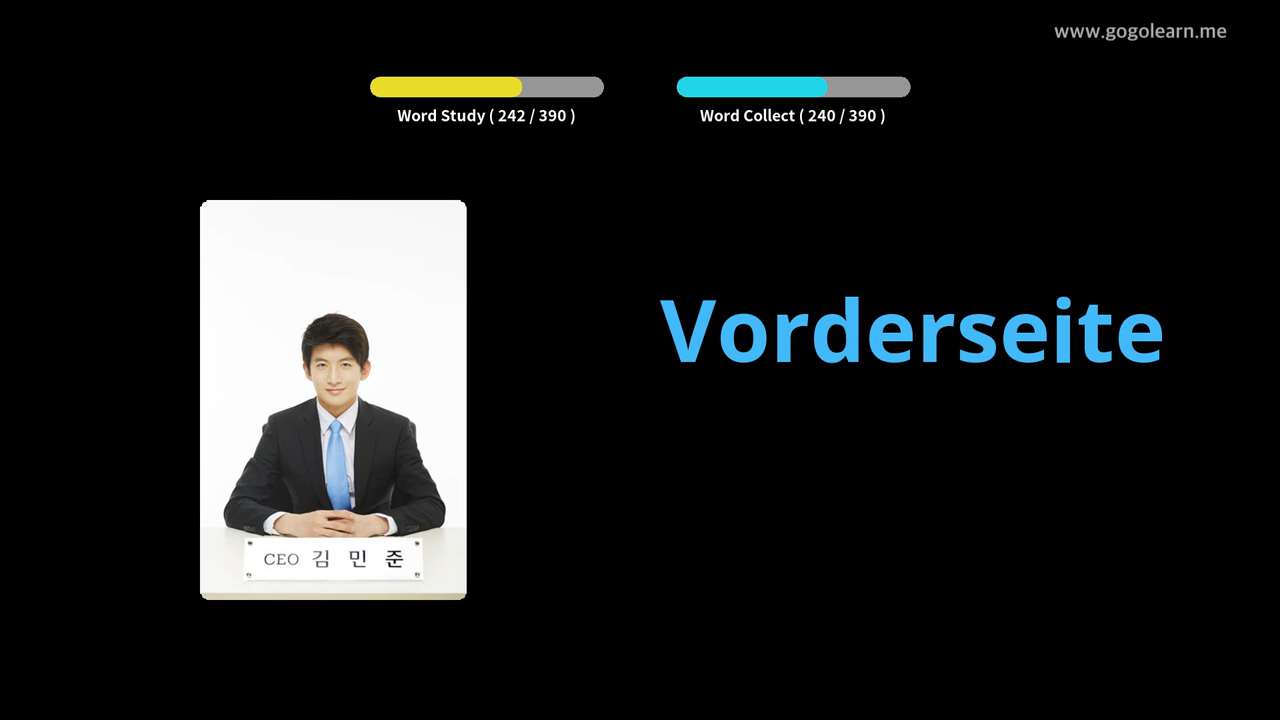 www.gogolearn.me
Word Study ( 242 / 390 )
Word Collect ( 240 / 390 )
Vorderseite
CEO 김 민 준